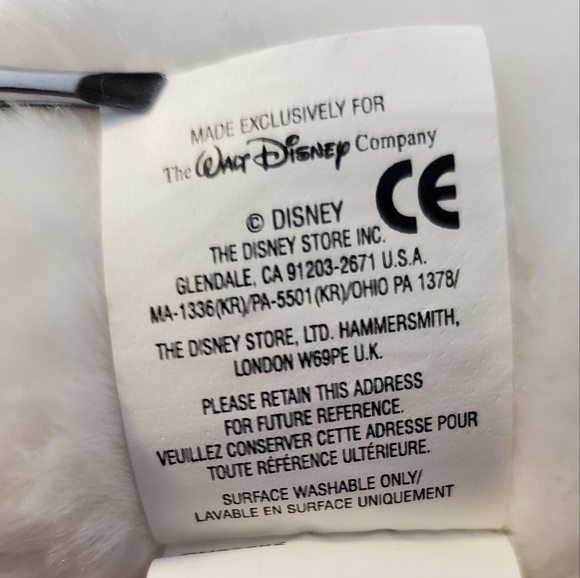 MADE EXCLUSIVELY FOR
The Walt Disney Company
CE
© DISNEY
THE DISNEY STORE INC.
GLENDALE, CA 91203-2671 U.S.A.
MA-1336(KR)/PA-5501(KR)/OHIO PA 1378/
THE DISNEY STORE, LTD. HAMMERSMITH,
LONDON W69PE U.K.
PLEASE RETAIN THIS ADDRESS
FOR FUTURE REFERENCE.
VEUILLEZ CONSERVER CETTE ADRESSE POUR
TOUTE RÉFÉRENCE ULTÉRIEURE.
SURFACE WASHABLE ONLY/
LAVABLE EN SURFACE UNIQUEMENT